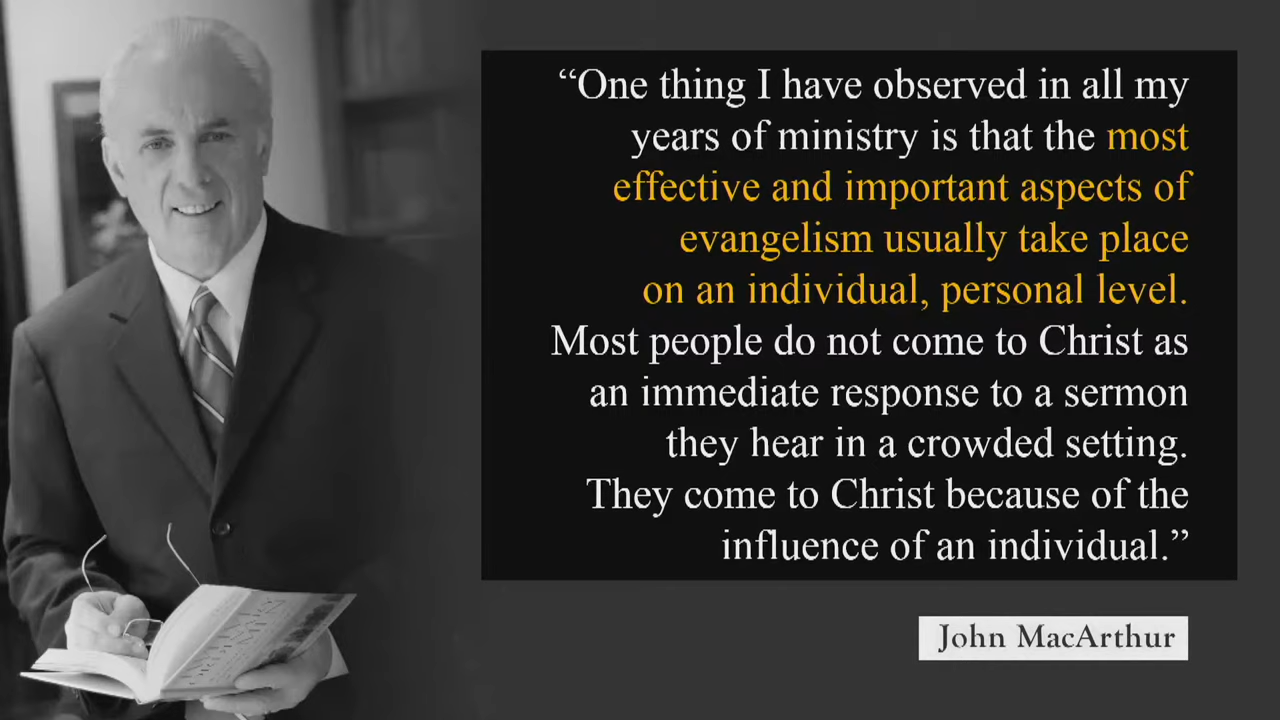 “One thing I have observed in all my
years of ministry is that the most
effective and important aspects of
evangelism usually take place
on an individual, personal level.
Most people do not come to Christ as
an immediate response to a sermon
they hear in a crowded setting.
They come to Christ because of the
influence of an individual.”
John MacArthur